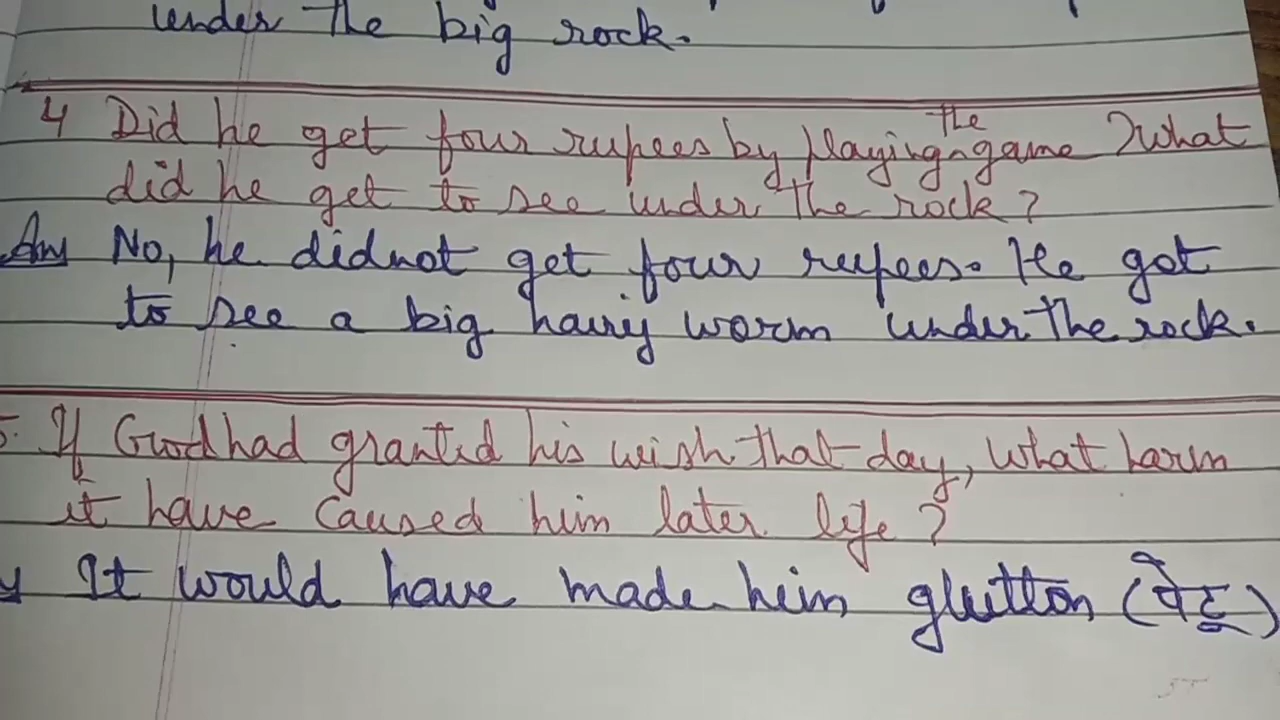 under the big rock.
4 Did he get four rupees by playing the game ? What
did he get to see under the rock?
Ans No, he didnot get four rupees. He got
to see a big hairy worm under the rock.
5. If God had granted his wish that day, what harm
it have caused him later life?
It would have made him glutton (पेटू)